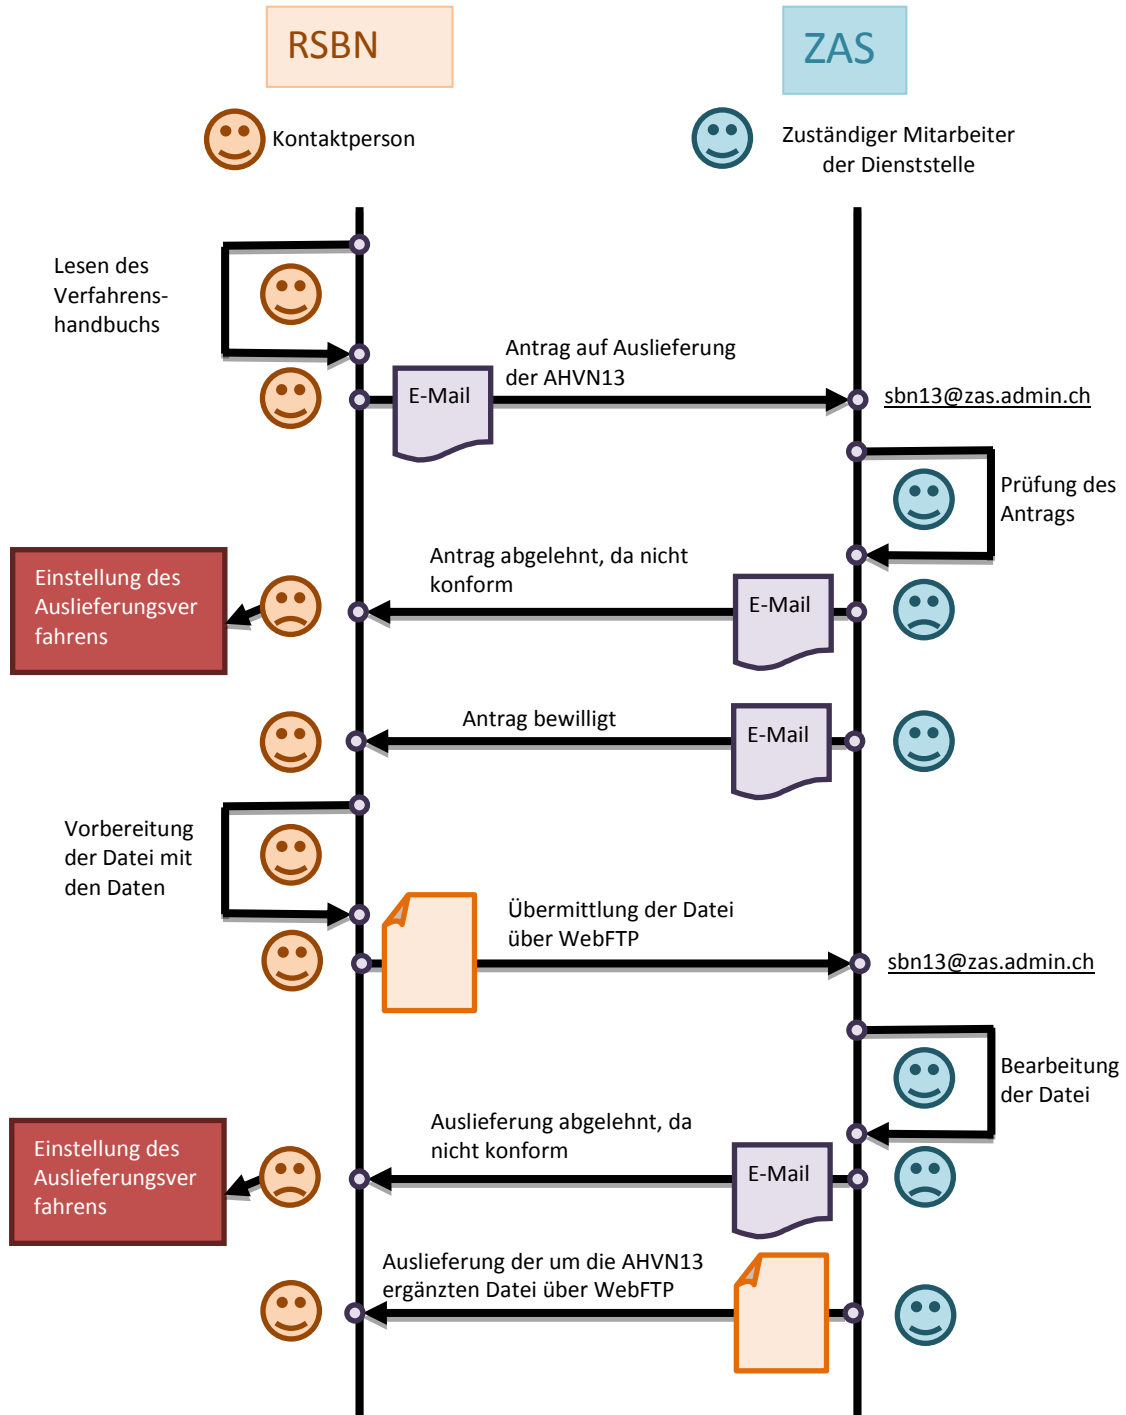 RSBN
ZAS
Kontaktperson
Zuständiger Mitarbeiter
der Dienststelle
Lesen des
Verfahrens-
handbuchs
Antrag auf Auslieferung
der AHVN13
E-Mail
sbn13@zas.admin.ch
Prüfung des
Antrags
Antrag abgelehnt, da nicht
konform
E-Mail
Einstellung des
Auslieferungsver
fahrens
Antrag bewilligt
E-Mail
Vorbereitung
der Datei mit
den Daten
Übermittlung der Datei
über WebFTP
sbn13@zas.admin.ch
Bearbeitung
der Datei
Auslieferung abgelehnt, da
nicht konform
E-Mail
Einstellung des
Auslieferungsver
fahrens
Auslieferung der um die AHVN13
ergänzten Datei über WebFTP